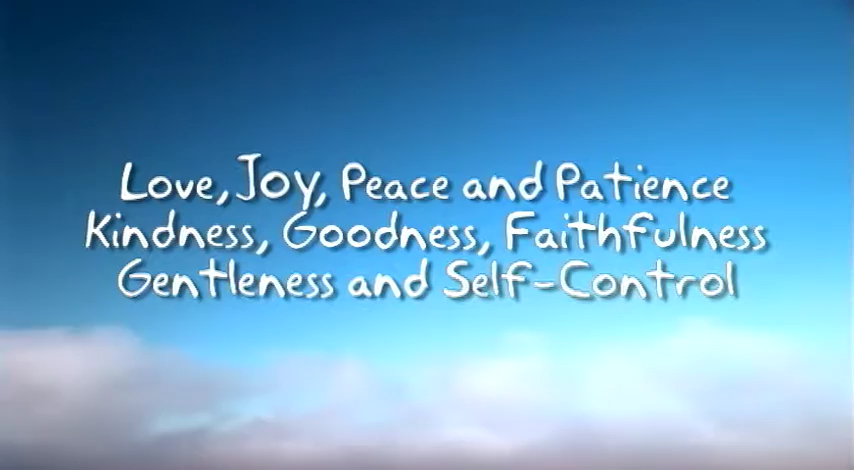 Love, Joy, Peace and Patience
Kindness, Goodness, Faithfulness
Gentleness and Self-Control